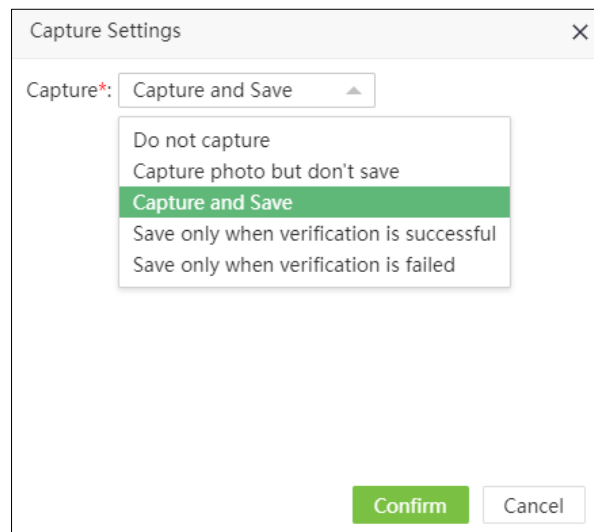 Capture Settings
Capture*: Capture and Save
Do not capture
Capture photo but don't save
Capture and Save
Save only when verification is successful
Save only when verification is failed
Confirm Cancel